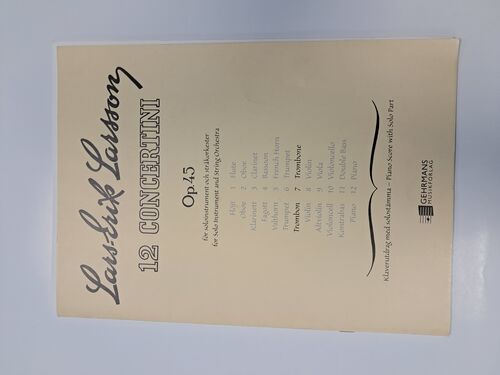 Lars-Erik Larsson
12 CONCERTINI
Op.45
för soloinstrument och stråkorkester
for Solo Instrument and String Orchestra
Flöjt 1 Flute
Oboe 2 Oboe
Klarinett 3 Clarinet
Fagott 4 Bassoon
Valthorn 5 French Horn
Trumpet 6 Trumpet
Trombon 7 Trombone
Violin 8 Violin
Altviolin 9 Viola
Violoncell 10 Violoncello
Kontrabas 11 Double Bass
Piano 12 Piano
Klaverutdrag med solostämma – Piano Score with Solo Part
GEHRMANS
MUSIKFÖRLAG